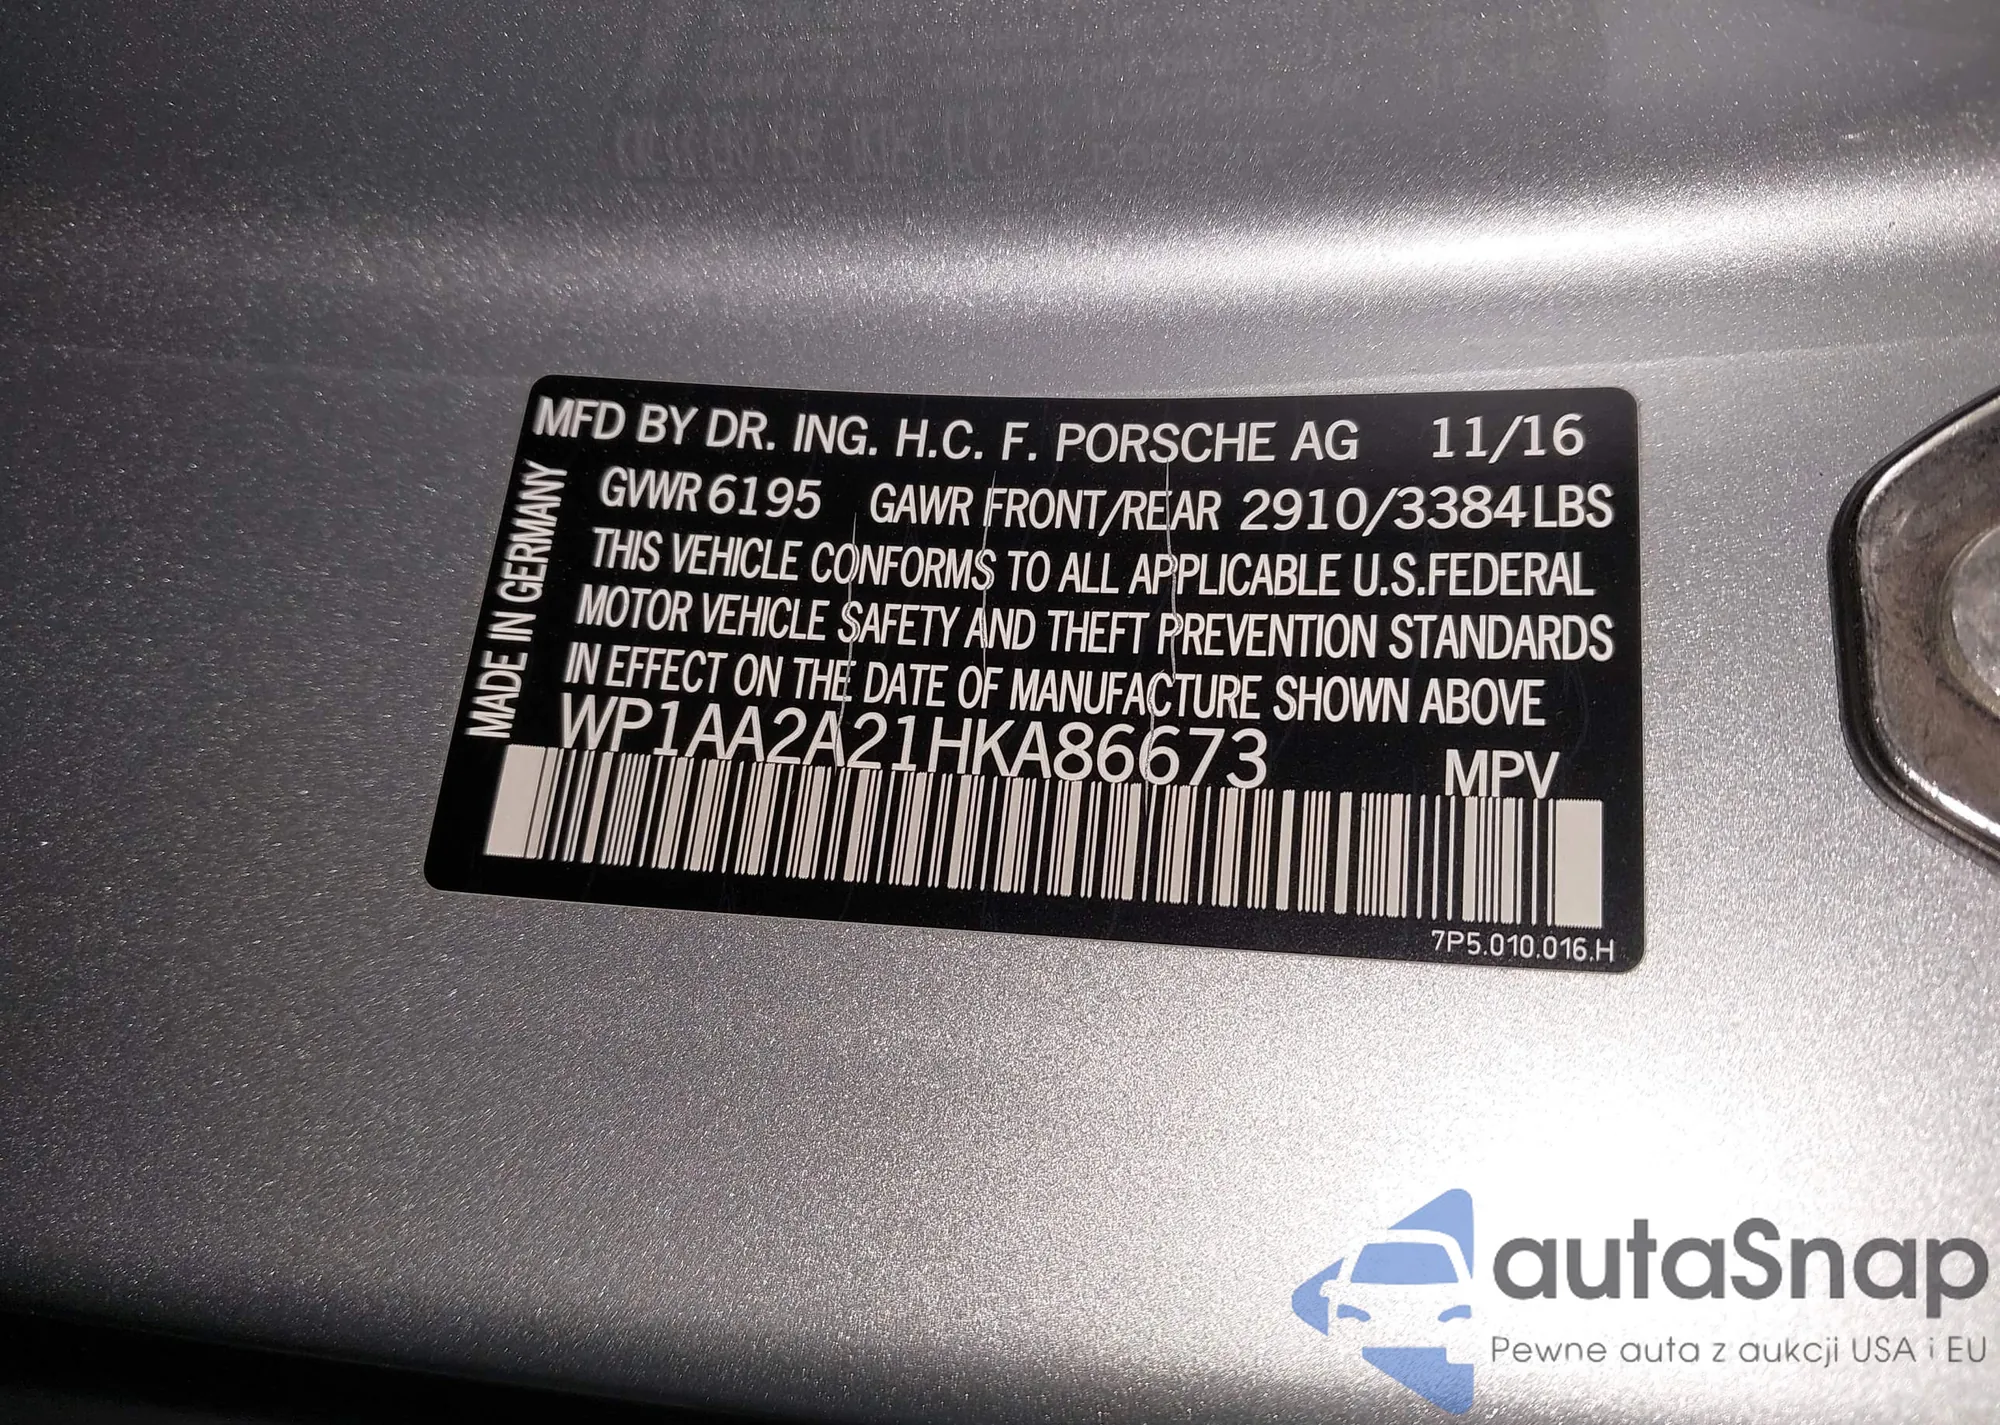 MFD BY DR. ING. H.C. F. PORSCHE AG 11/16
GVWR 6195 GAWR FRONT/REAR 2910/3384 LBS
THIS VEHICLE CONFORMS TO ALL APPLICABLE U.S.FEDERAL
MOTOR VEHICLE SAFETY AND THEFT PREVENTION STANDARDS
IN EFFECT ON THE DATE OF MANUFACTURE SHOWN ABOVE
WP1AA2A21HKA86673 MPV
MADE IN GERMANY
7P5.010.016.H
autaSnap
Pewne auta z aukcji USA i EU